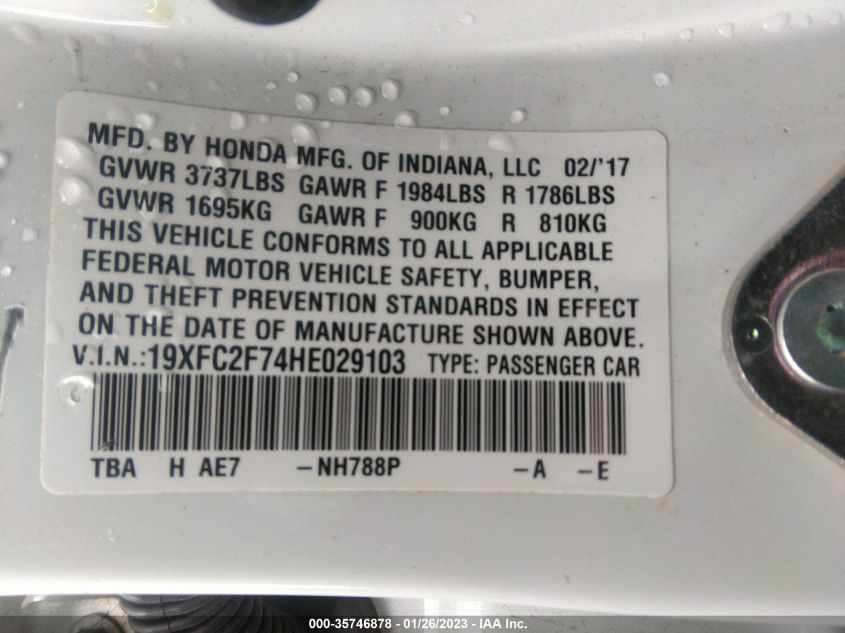 MFD. BY HONDA MFG. OF INDIANA, LLC 02/'17
GVWR 3737LBS GAWR F 1984LBS R 1786LBS
GVWR 1695KG GAWR F 900KG R 810KG
THIS VEHICLE CONFORMS TO ALL APPLICABLE
FEDERAL MOTOR VEHICLE SAFETY, BUMPER,
AND THEFT PREVENTION STANDARDS IN EFFECT
ON THE DATE OF MANUFACTURE SHOWN ABOVE.
V.I.N.:19XFC2F74HE029103 TYPE: PASSENGER CAR
TBA H AE7 -NH788P -A -E
000-35746878 - 01/26/2023 - © IAA Inc.